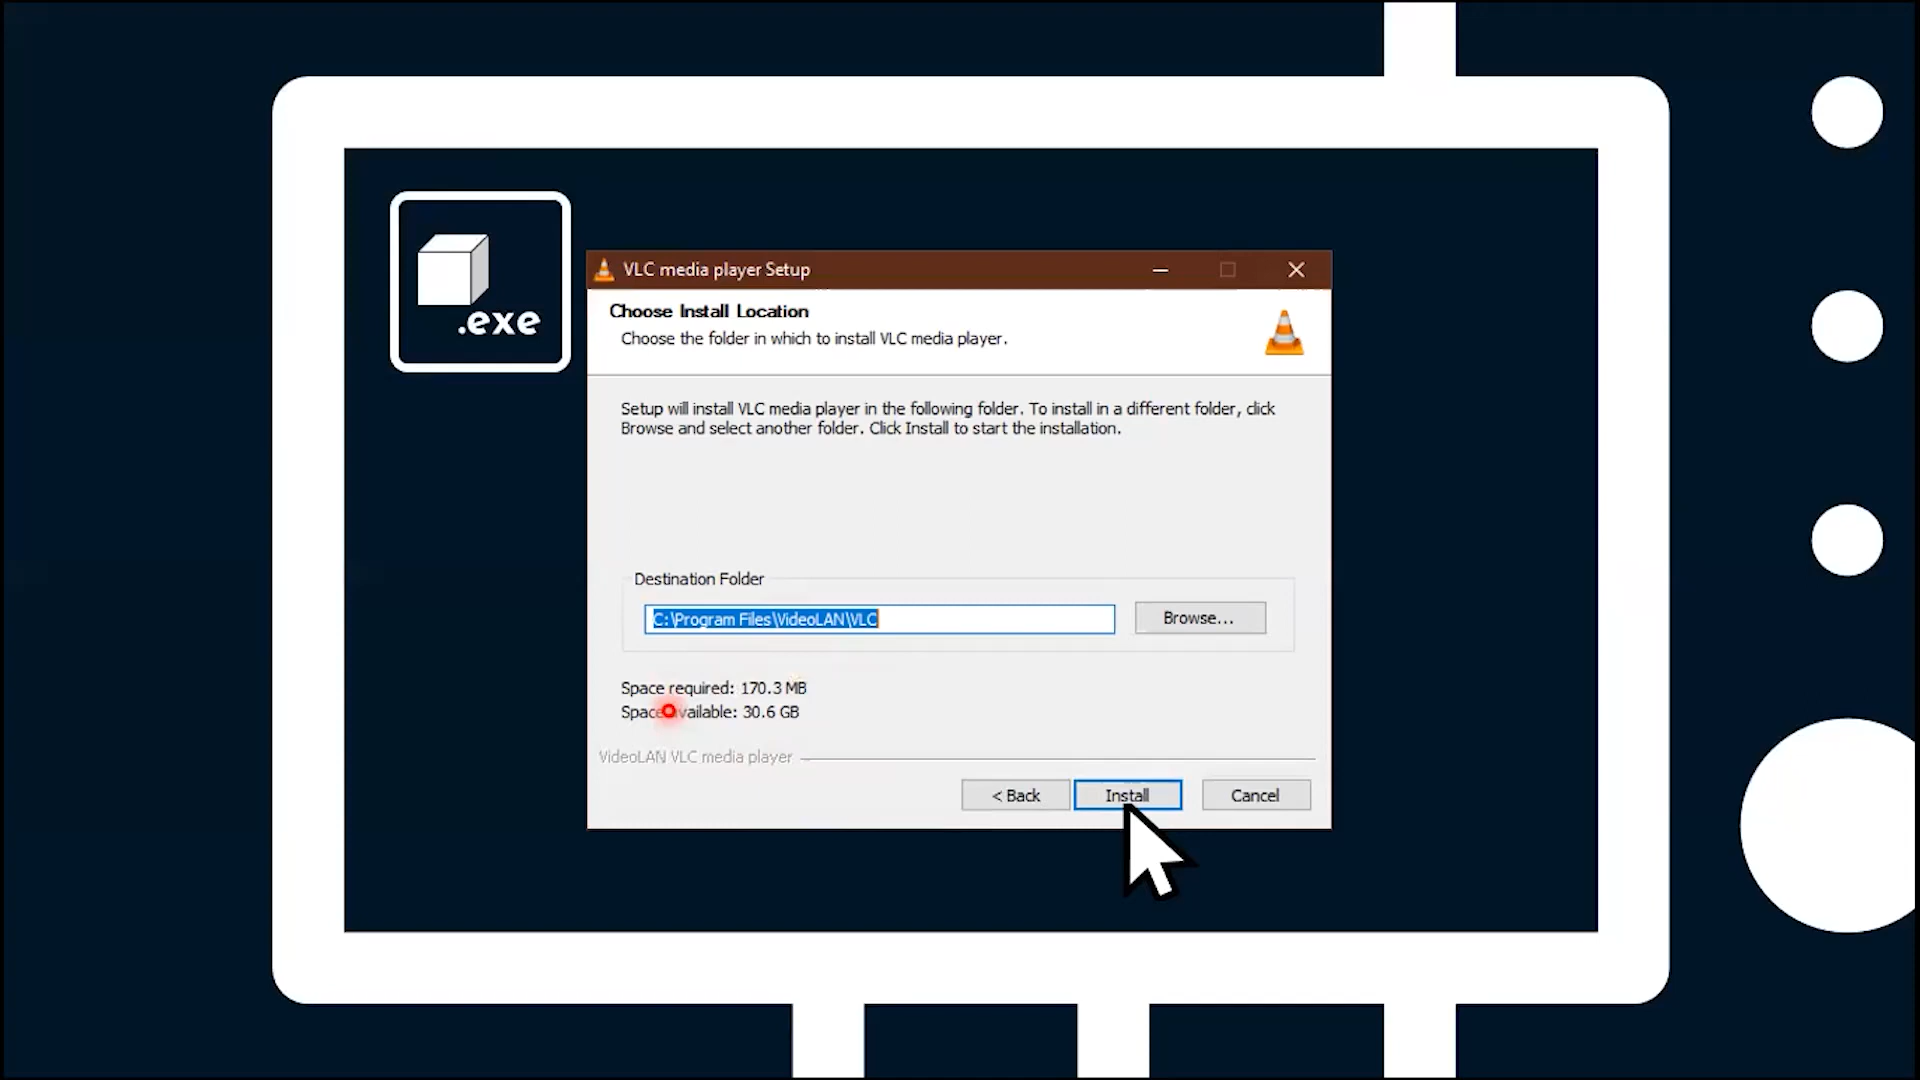 .exe
VLC media player Setup
Choose Install Location
Choose the folder in which to install VLC media player.
Setup will install VLC media player in the following folder. To install in a different folder, click
Browse and select another folder. Click Install to start the installation.
Destination Folder
C:\Program Files\VideoLAN\VLC
Browse...
Space required: 170.3 MB
Space available: 30.6 GB
VideoLAN VLC media player
< Back
Install
Cancel